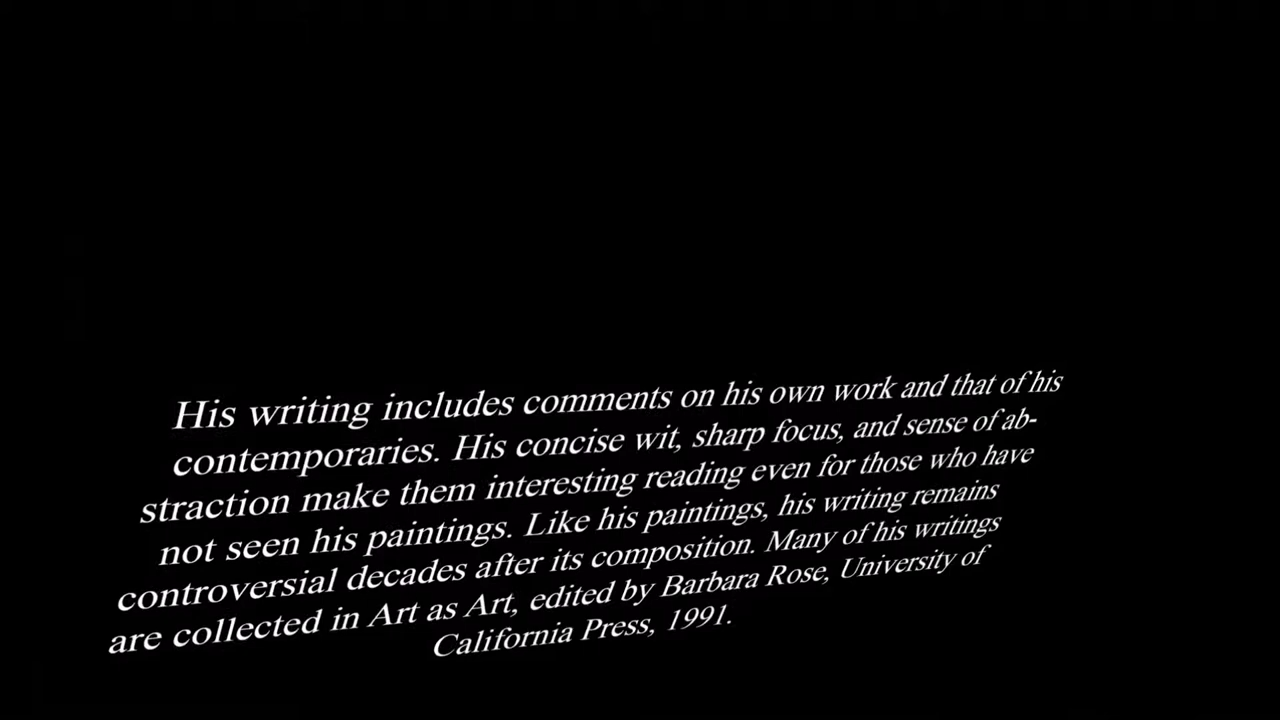 His writing includes comments on his own work and that of his
contemporaries. His concise wit, sharp focus, and sense of ab-
straction make them interesting reading even for those who have
not seen his paintings. Like his paintings, his writing remains
controversial decades after its composition. Many of his writings
are collected in Art as Art, edited by Barbara Rose, University of
California Press, 1991.